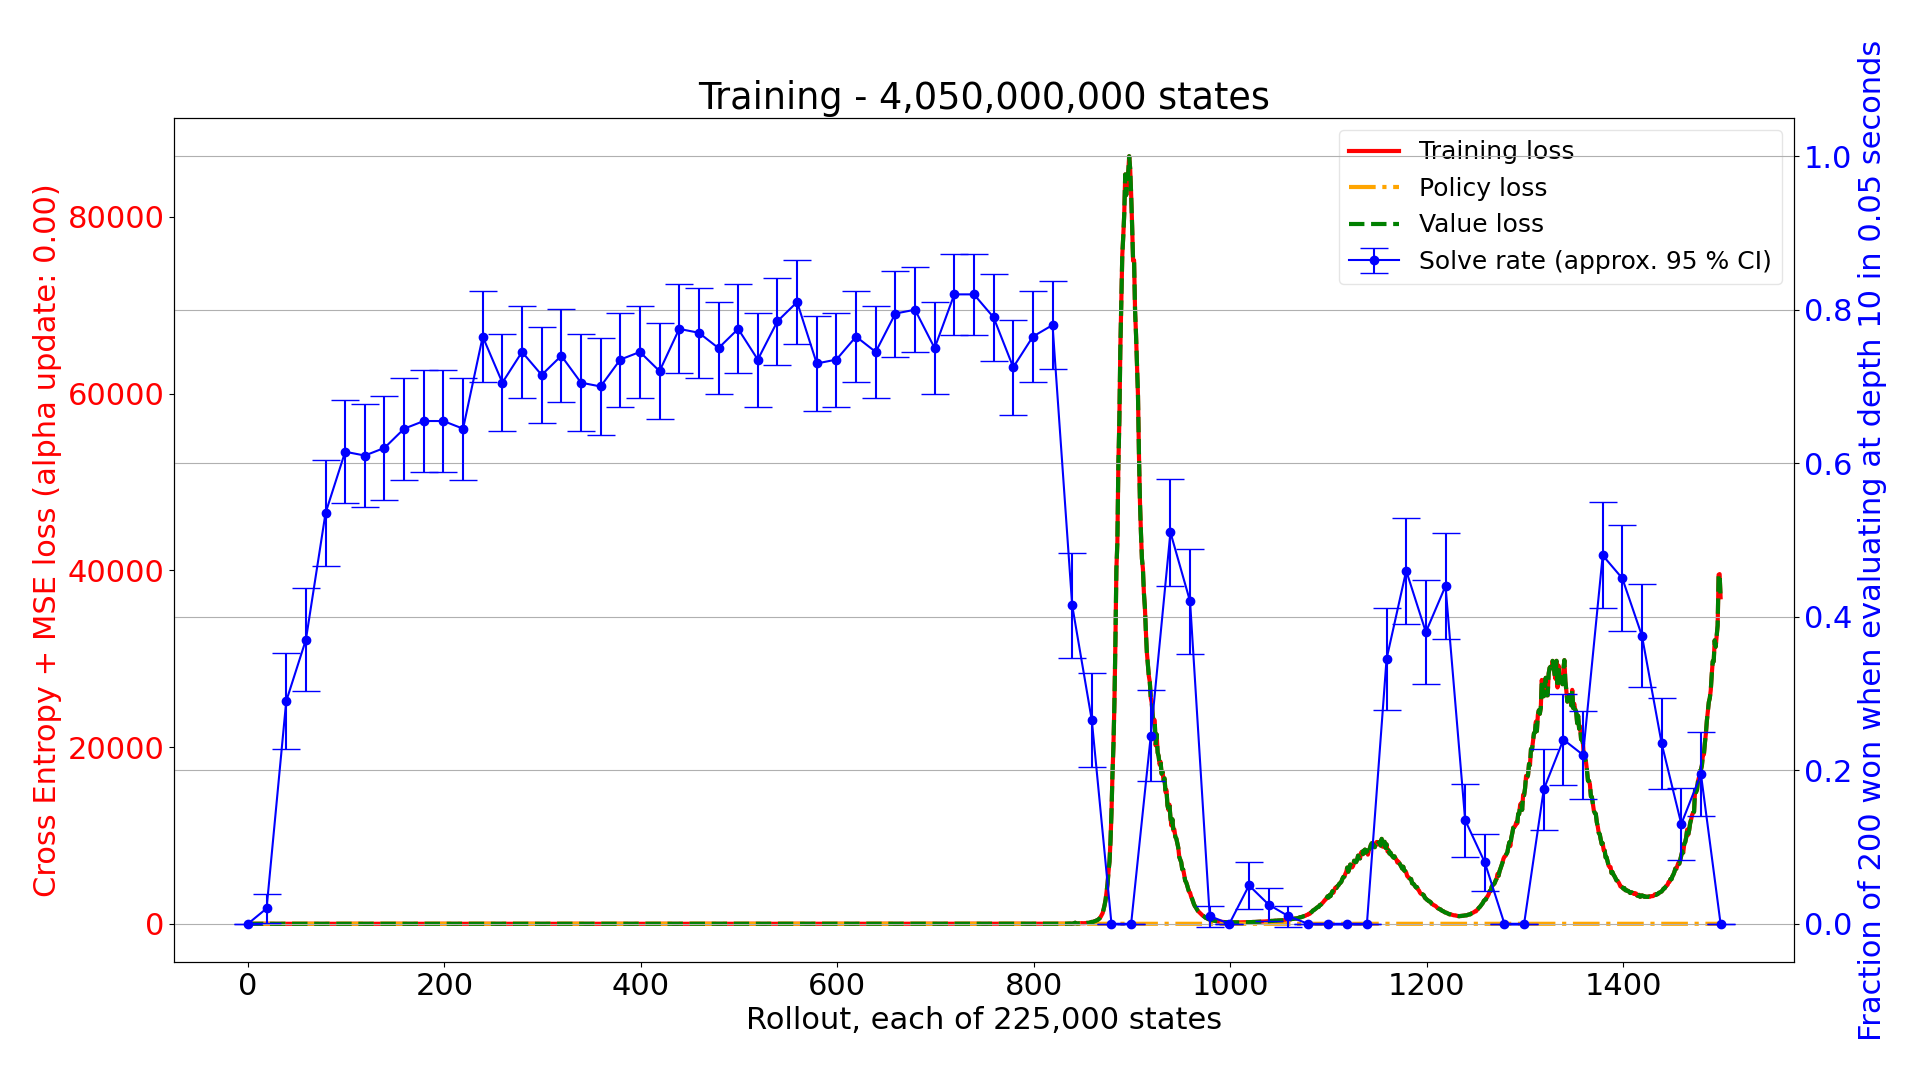 Training - 4,050,000,000 states
Cross Entropy + MSE loss (alpha update: 0.00)
80000
60000
40000
20000
0
Training loss
Policy loss
Value loss
Solve rate (approx. 95 % CI)
1.0
0.8
0.6
0.4
0.2
0.0
Fraction of 200 won when evaluating at depth 10 in 0.05 seconds
0 200 400 600 800 1000 1200 1400
Rollout, each of 225,000 states